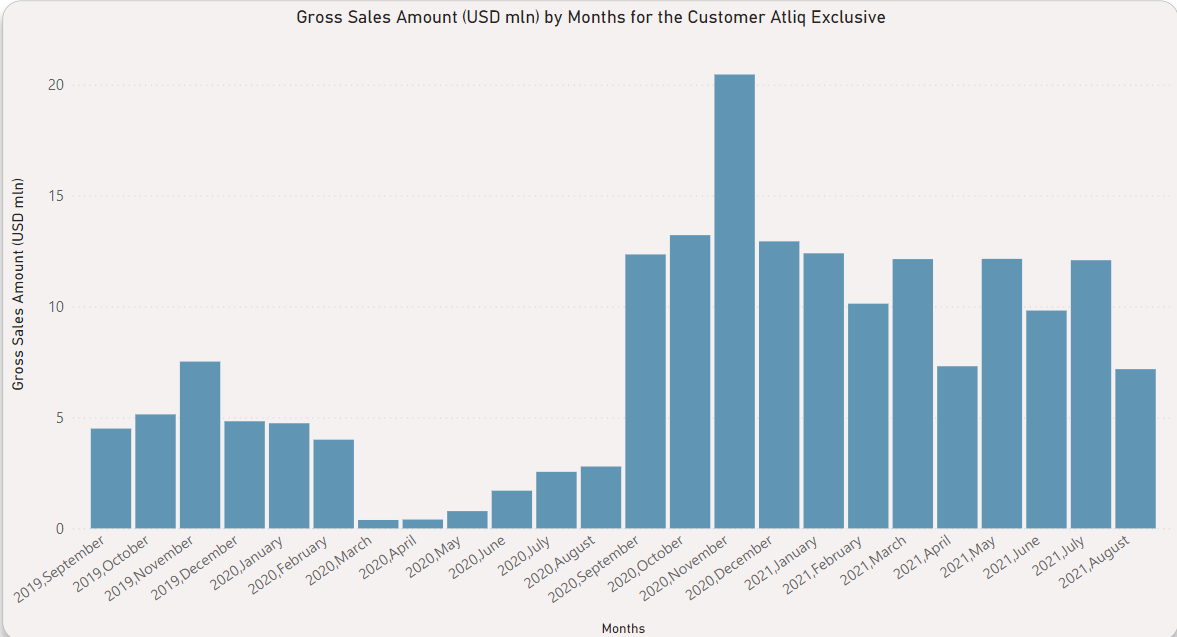 Gross Sales Amount (USD mln) by Months for the Customer Atliq Exclusive
Gross Sales Amount (USD mln)
20
15
10
5
0
2019,September
2019,October
2019,November
2019,December
2020,January
2020,February
2020,March
2020,April
2020,May
2020,June
2020,July
2020,August
2020,September
2020,October
2020,November
2020,December
2021,January
2021,February
2021,March
2021,April
2021,May
2021,June
2021,July
2021,August
Months